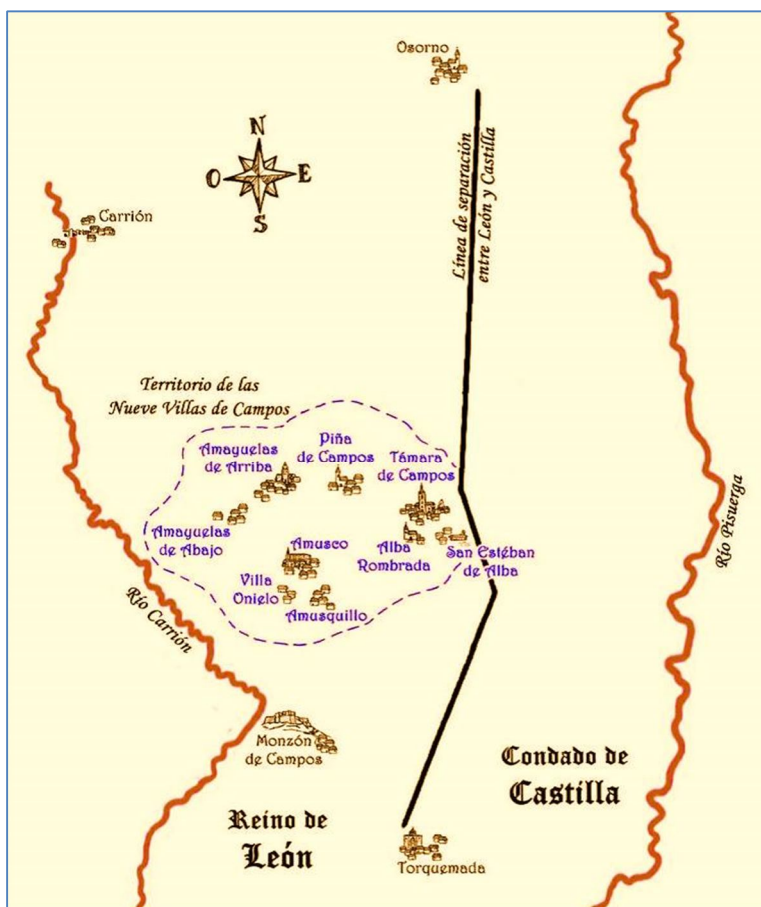 Osorno
N
O
E
S
Línea de separación
entre León y Castilla
Carrión
Territorio de las
Nueve Villas de Campos
Amayuelas
de Arriba
Piña
de Campos
Támara
de Campos
Amayuelas
de Abajo
Amusco
Alba
Rombrada
San Estéban
de Alba
Villa
Onielo
Amusquillo
Río Pisuerga
Río Carrión
Monzón
de Campos
Condado de
Castilla
Reino de
León
Torquemada